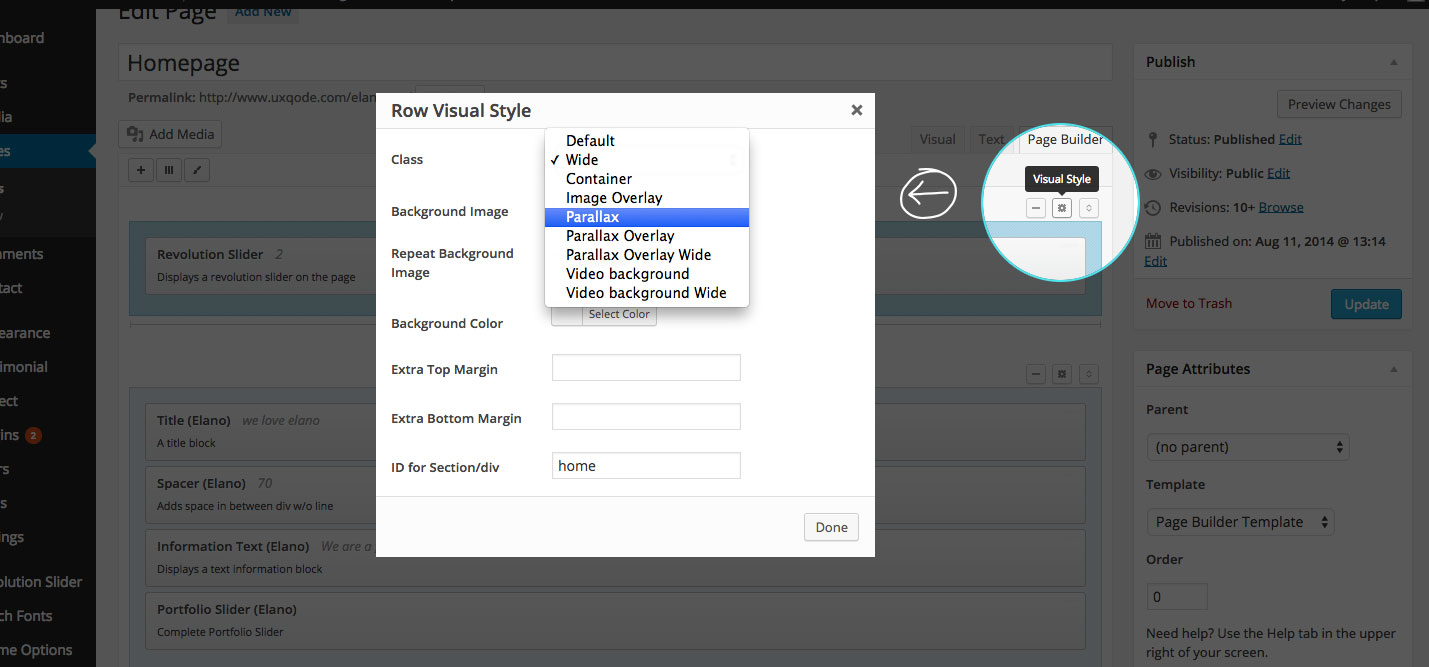 Edit Page Add New
Homepage
Permalink: http://www.uxqode.com/elan
Add Media
Visual
Text
Page Builder
Visual Style
Revolution Slider 2
Displays a revolution slider on the page
Title (Elano) we love elano
A title block
Spacer (Elano) 70
Adds space in between div w/o line
Information Text (Elano) We are a
Displays a text information block
Portfolio Slider (Elano)
Complete Portfolio Slider
Row Visual Style
Class
Default
✓ Wide
Container
Image Overlay
Parallax
Parallax Overlay
Parallax Overlay Wide
Video background
Video background Wide
Background Image
Repeat Background
Image
Background Color
Select Color
Extra Top Margin
Extra Bottom Margin
ID for Section/div
home
Done
Publish
Preview Changes
Status: Published Edit
Visibility: Public Edit
Revisions: 10+ Browse
Published on: Aug 11, 2014 @ 13:14
Edit
Move to Trash
Update
Page Attributes
Parent
(no parent)
Template
Page Builder Template
Order
0
Need help? Use the Help tab in the upper
right of your screen.
nboard
s
ia
es
s
mments
tact
earance
imonial
ect
ins 2
rs
s
ngs
olution Slider
ch Fonts
me Options